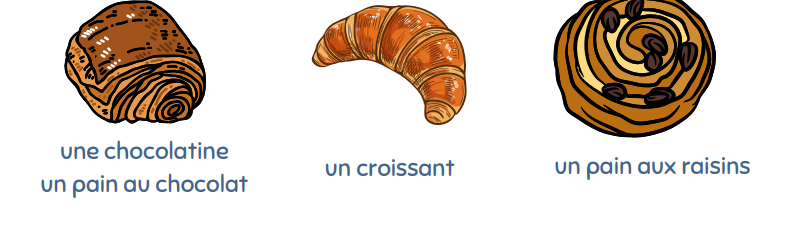 une chocolatine
un pain au chocolat
un croissant
un pain aux raisins